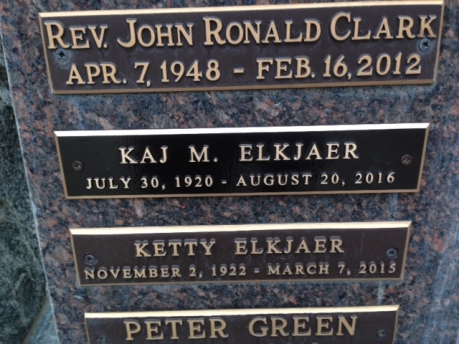 REV. JOHN RONALD CLARK
APR. 7, 1948 - FEB. 16, 2012
KAJ M. ELKJAER
JULY 30, 1920 - AUGUST 20, 2016
KETTY ELKJAER
NOVEMBER 2, 1922 - MARCH 7, 2015
PETER GREEN